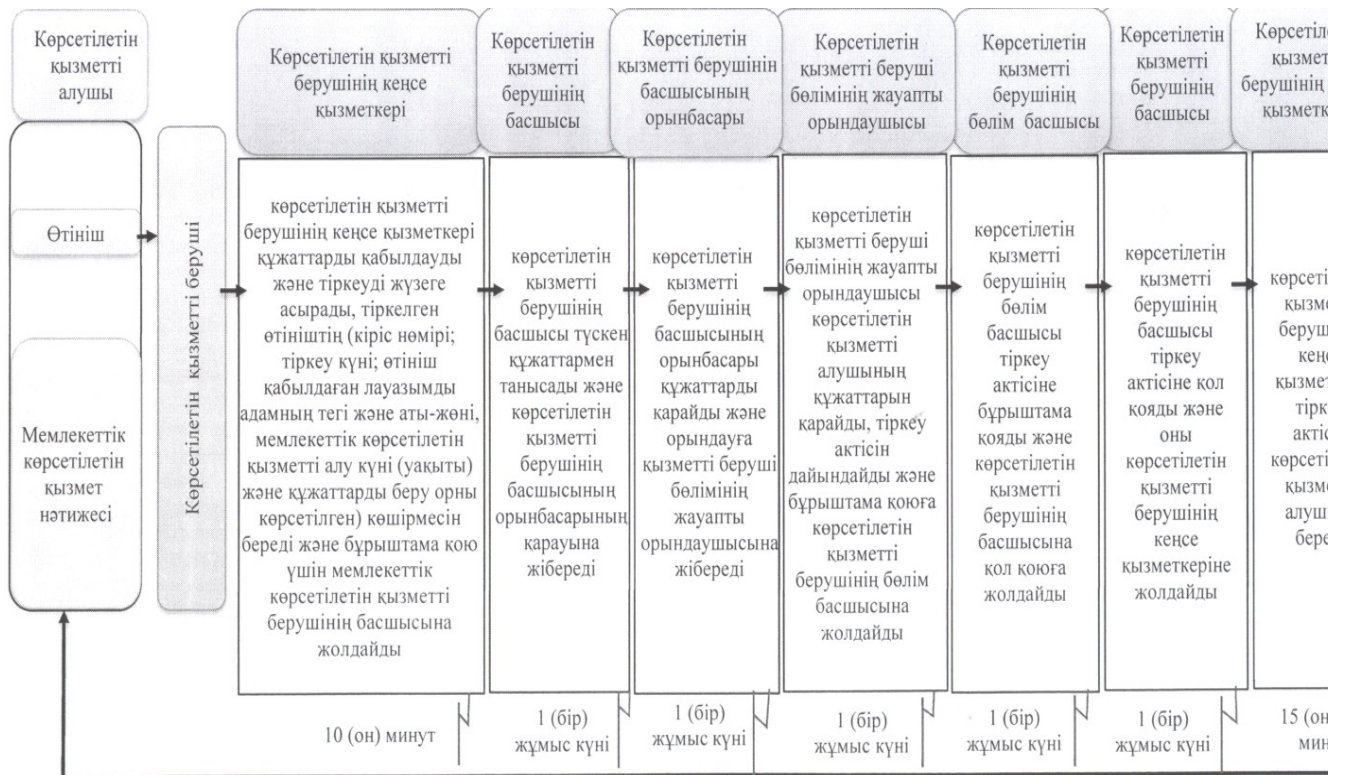 Көрсетілетін
қызметті
алушы
Өтініш
Мемлекеттік
көрсетілетін
қызмет
нәтижесі
Көрсетілетін қызметті беруші
Көрсетілетін қызметті
берушінің кеңсе
қызметкері
көрсетілетін қызметті
берушінің кеңсе қызметкері
құжаттарды қабылдауды
және тіркеуді жүзеге
асырады, тіркелген
өтініштің (кіріс нөмірі;
тіркеу күні; өтініш
қабылдаған лауазымды
адамның тегі және аты-жөні,
мемлекеттік көрсетілетін
қызметті алу күні (уақыты)
және құжаттарды беру орны
көрсетілген) көшірмесін
береді және бұрыштама қою
үшін мемлекеттік
көрсетілетін қызметті
берушінің басшысына
жолдайды
10 (он) минут
Көрсетілетін
қызметті
берушінің
басшысы
көрсетілетін
қызметті
берушінің
басшысы түскен
құжаттармен
танысады және
көрсетілетін
қызметті
берушінің
басшысының
орынбасарының
қарауына
жібереді
1 (бір)
жұмыс күні
Көрсетілетін
қызметті берушінін
басшысының
орынбасары
көрсетілетін
қызметті
берушінің
басшысының
орынбасары
құжаттарды
қарайды және
орындауға
қызметті беруші
бөлімінің
жауапты
орындаушысына
жібереді
1 (бір)
жұмыс күні
Көрсетілетін
қызметті беруші
бөлімінің жауапты
орындаушысы
көрсетілетін
қызметті беруші
бөлімінің жауапты
орындаушысы
көрсетілетін
қызметті
алушының
құжаттарын
қарайды, тіркеу
актісін
дайындайды және
бұрыштама қоюға
көрсетілетін
қызметті
берушінің бөлім
басшысына
жолдайды
1 (бір)
жұмыс күні
Көрсетілетін
қызметті
берушінің
бөлім басшысы
көрсетілетін
қызметті
берушінің
бөлім
басшысы
тіркеу
актісіне
бұрыштама
қояды және
көрсетілетін
қызметті
берушінің
басшысына
қол қоюға
жолдайды
1 (бір)
жұмыс күні
Көрсетілетін
қызметті
берушінің
басшысы
көрсетілетін
қызметті
берушінің
басшысы
тіркеу
актісіне қол
қояды және
оны
көрсетілетін
қызметті
берушінің
кеңсе
қызметкеріне
жолдайды
1 (бір)
жұмыс күні
берушінің
15